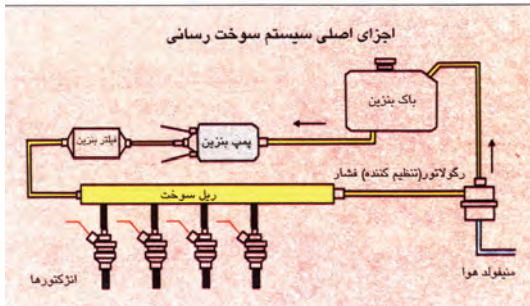 اجزای اصلی سیستم سوخت رسانی
باک بنزین
پمپ بنزین
فیلتر بنزین
رگولاتور(تنظیم کننده) فشار
ریل سوخت
منیفولد هوا
انژکتورها